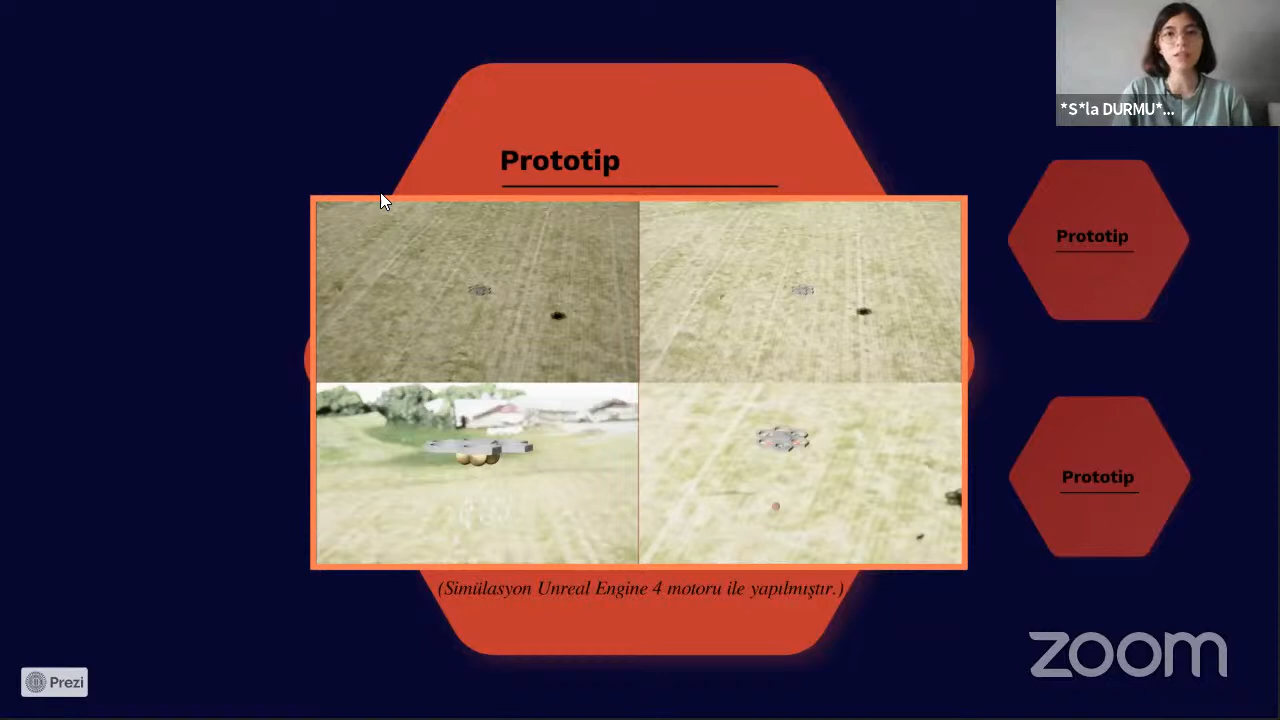 *S*la DURMU*...
Prototip
Prototip
Prototip
(Simülasyon Unreal Engine 4 motoru ile yapılmıştır.)
zoom
Prezi